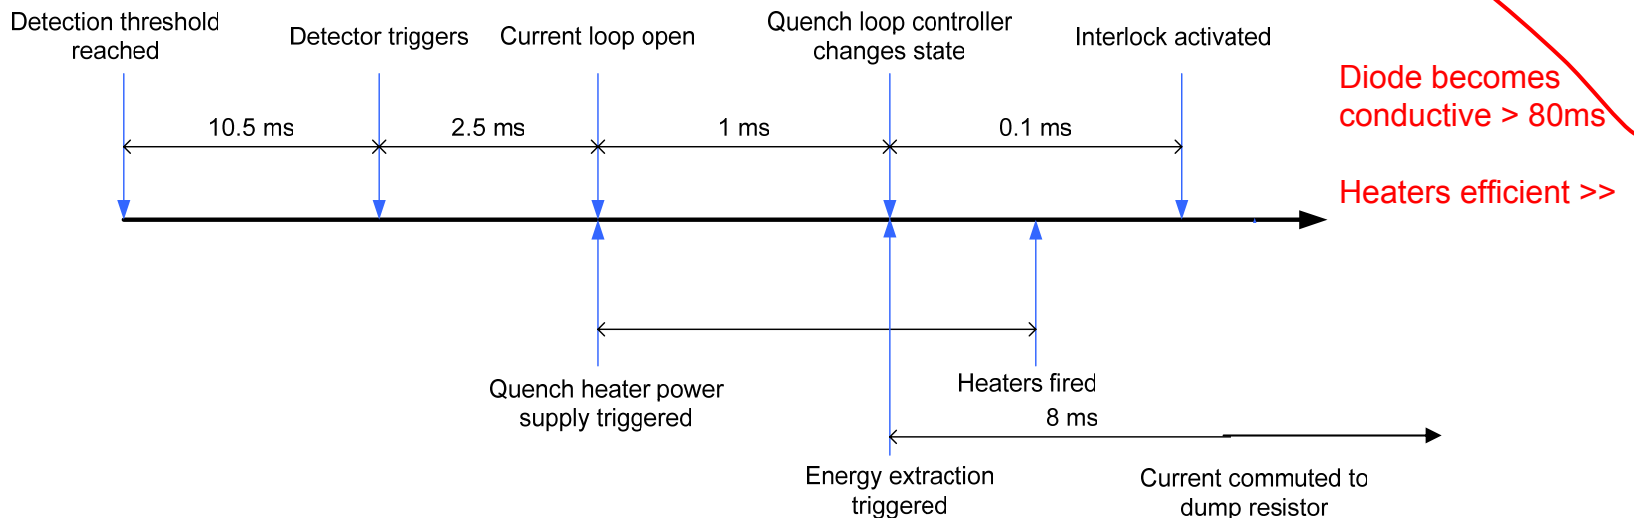 Detection threshold
reached
Detector triggers
Current loop open
Quench loop controller
changes state
Interlock activated
Diode becomes
conductive > 80ms
10.5 ms
2.5 ms
1 ms
0.1 ms
Heaters efficient >>
Quench heater power
supply triggered
Heaters fired
8 ms
Energy extraction
triggered
Current commuted to
dump resistor